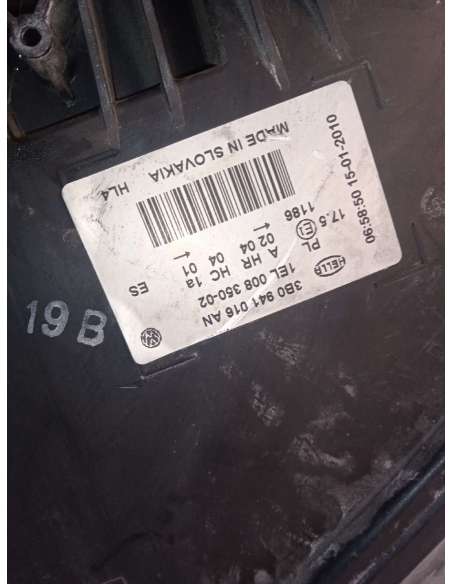 3B0 941 016 AN
1EL 008 350-02
A HR HC 1a
← 02 04 04 01 ←
ES
HELLA
PL E1 17.5
1186
MADE IN SLOVAKIA HL4
06:58:50 15-01-2010
19 B